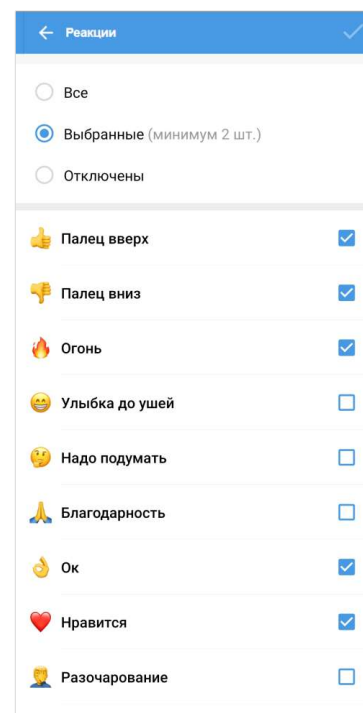 Реакции
Все
Выбранные (минимум 2 шт.)
Отключены
Палец вверх
Палец вниз
Огонь
Улыбка до ушей
Надо подумать
Благодарность
Ок
Нравится
Разочарование